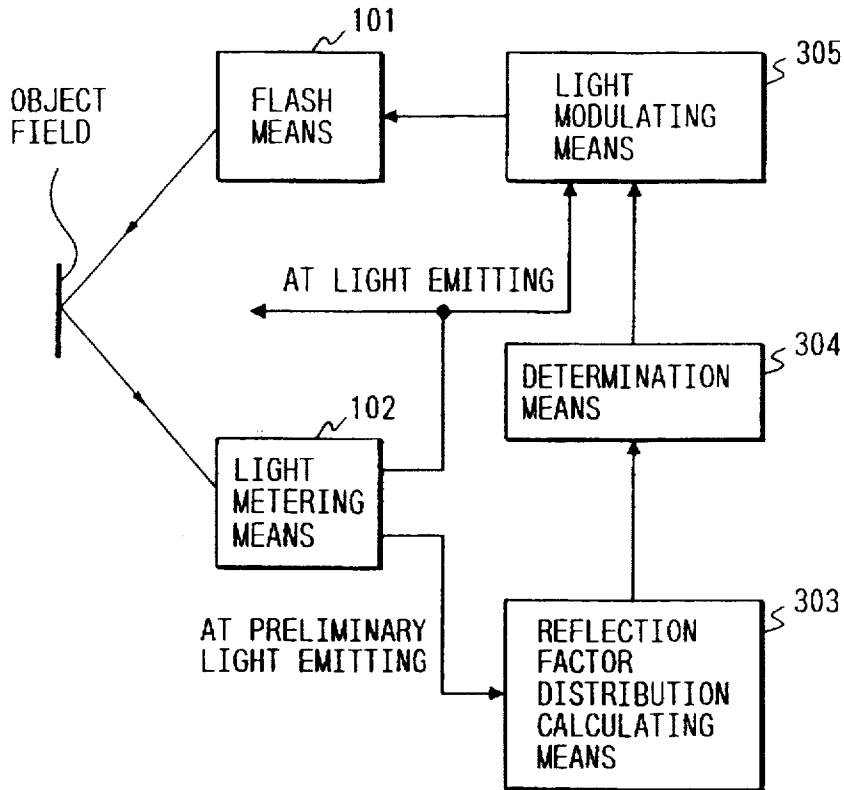 101
FLASH
MEANS
305
LIGHT
MODULATING
MEANS
OBJECT
FIELD
AT LIGHT EMITTING
304
DETERMINATION
MEANS
102
LIGHT
METERING
MEANS
AT PRELIMINARY
LIGHT EMITTING
303
REFLECTION
FACTOR
DISTRIBUTION
CALCULATING
MEANS